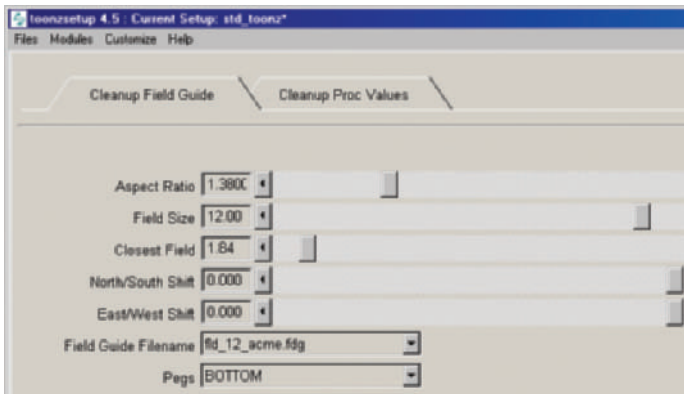 toonzsetup 4.5 : Current Setup: std_toonz*
Files Modules Customize Help
Cleanup Field Guide Cleanup Proc Values
Aspect Ratio 1.380C
Field Size 12.00
Closest Field 1.84
North/South Shift 0.000
East/West Shift 0.000
Field Guide Filename fld_12_acme.fdg
Pegs BOTTOM